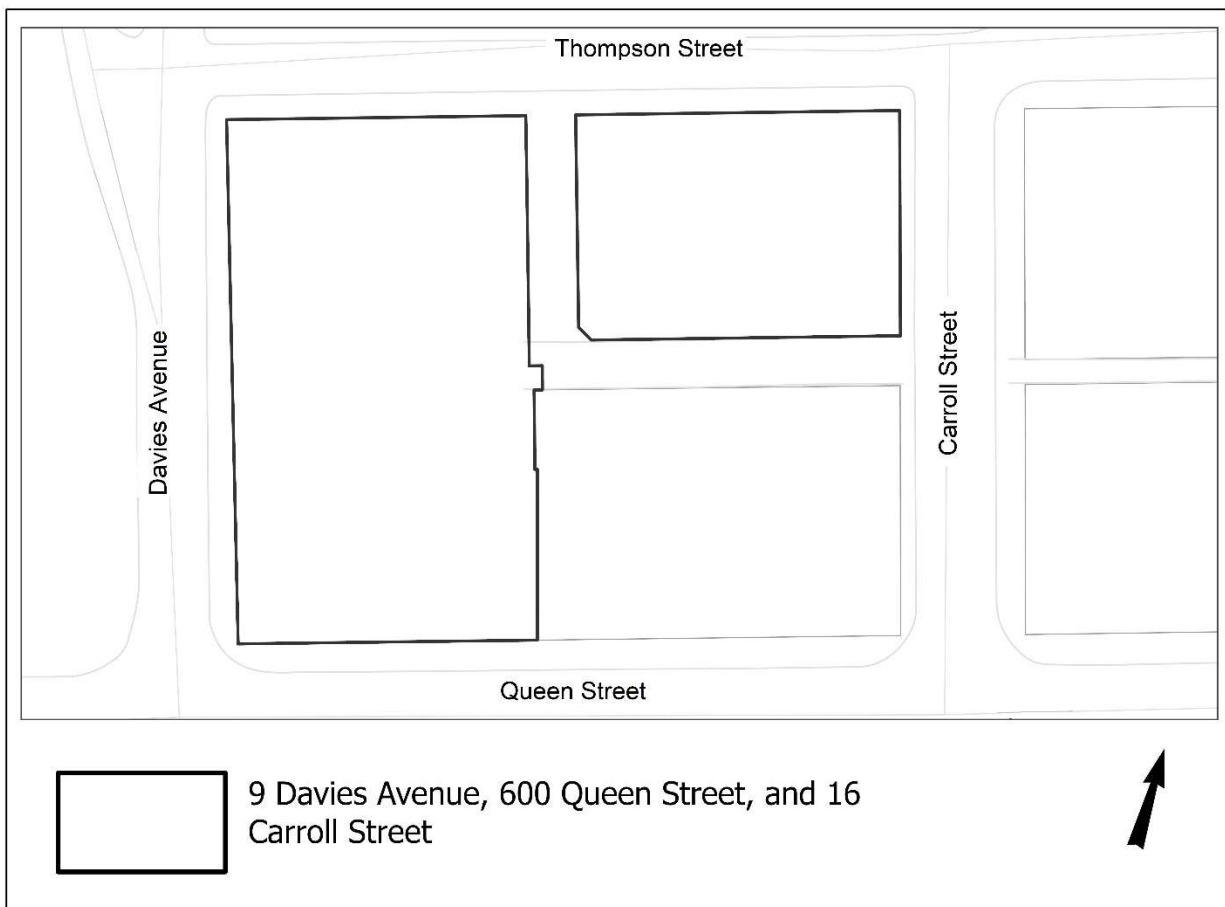 Thompson Street
Davies Avenue
Carroll Street
Queen Street
9 Davies Avenue, 600 Queen Street, and 16
Carroll Street